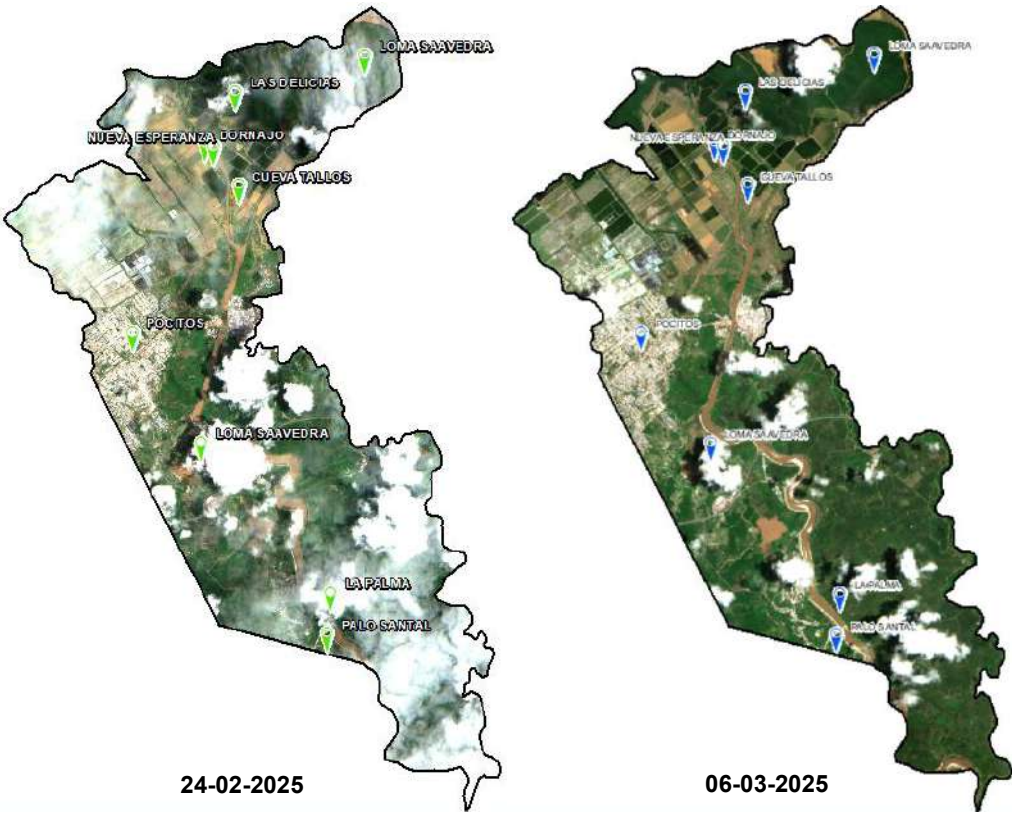 LOMA SAAVEDRA
LAS DELICIAS
NUEVA ESPERANZA
DORNAJO
CUEVA TALLOS
POCITOS
LOMA SAAVEDRA
LA PALMA
PALO SANTAL
24-02-2025
LOMA SAAVEDRA
LAS DELICIAS
NUEVA ESPERANZA
DORNAJO
CUEVA TALLOS
POCITOS
LOMA SAAVEDRA
LA PALMA
PALO SANTAL
06-03-2025